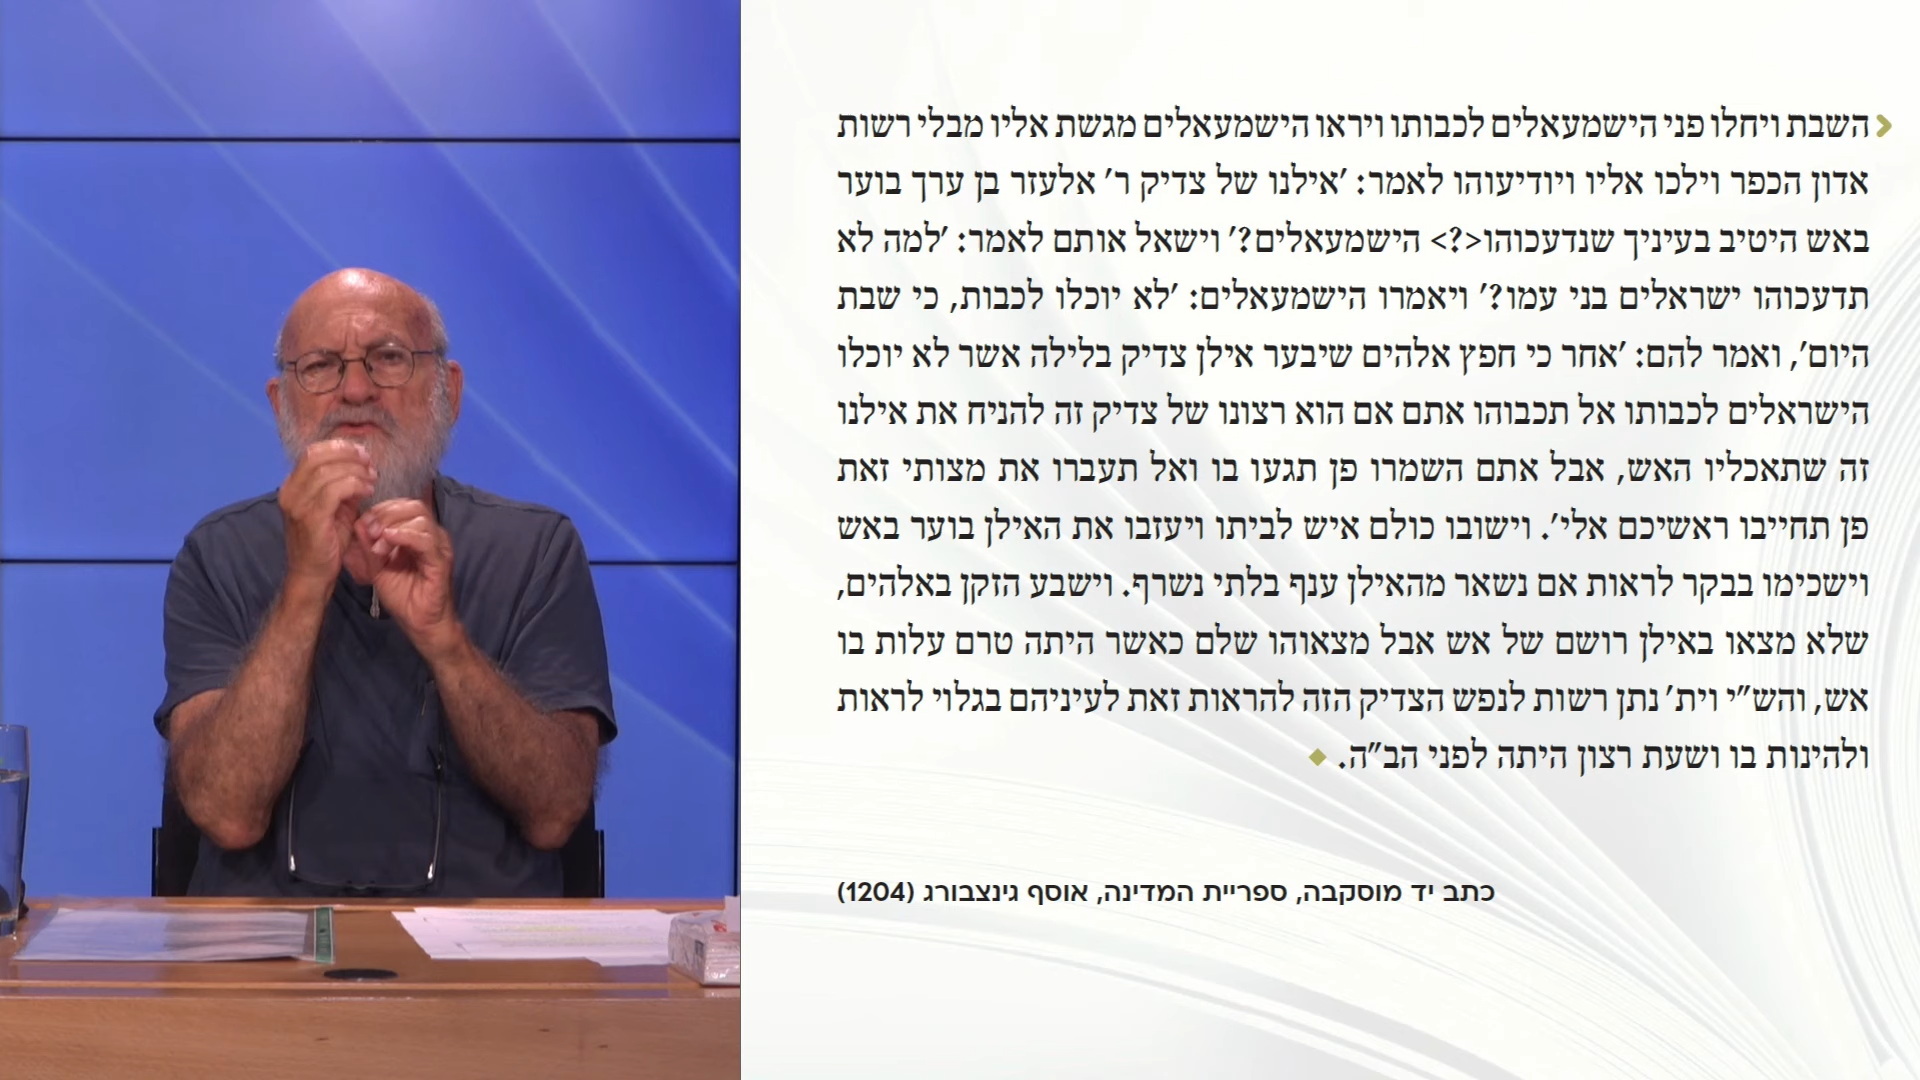 השבת ויחלו פני הישמעאלים לכבותו ויראו הישמעאלים מגשת אליו מבלי רשות
אדון הכפר וילכו אליו ויודיעוהו לאמר: 'אילנו של צדיק ר' אלעזר בן ערך בוער
באש היטיב בעיניך שנדעכוהו<?> הישמעאלים?' וישאל אותם לאמר: 'למה לא
תדעכוהו ישראלים בני עמו?' ויאמרו הישמעאלים: 'לא יוכלו לכבות, כי שבת
היום', ואמר להם: 'אחר כי חפץ אלהים שיבער אילן צדיק בלילה אשר לא יוכלו
הישראלים לכבותו אל תכבוהו אתם אם הוא רצונו של צדיק זה להניח את אילנו
זה שתאכליו האש, אבל אתם השמרו פן תגעו בו ואל תעברו את מצותי זאת
פן תחייבו ראשיכם אלי'. וישובו כולם איש לביתו ויעזבו את האילן בוער באש
וישכימו בבקר לראות אם נשאר מהאילן ענף בלתי נשרף. וישבע הזקן באלהים,
שלא מצאו באילן רושם של אש אבל מצאוהו שלם כאשר היתה טרם עלות בו
אש, והש"י וית' נתן רשות לנפש הצדיק הזה להראות זאת לעיניהם בגלוי לראות
ולהינות בו ושעת רצון היתה לפני הב"ה.
כתב יד מוסקבה, ספריית המדינה, אוסף גינצבורג (1204)